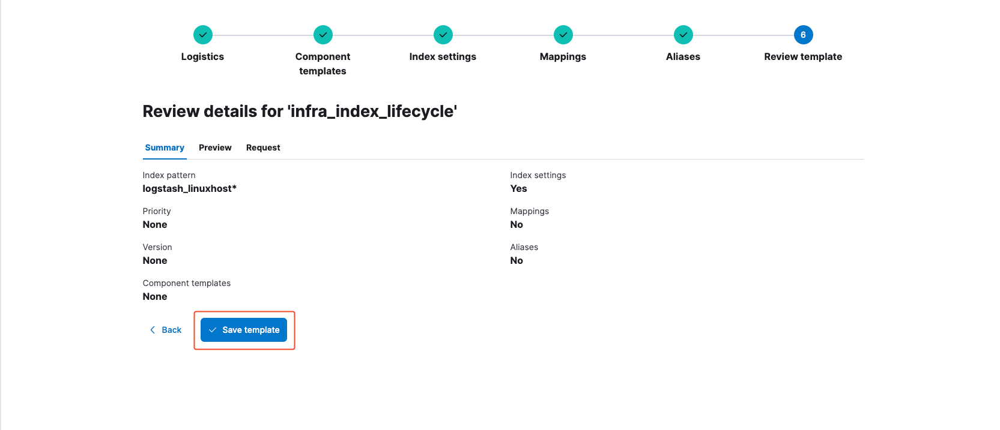 6
Logistics
Component
templates
Index settings
Mappings
Aliases
Review template
Review details for 'infra_index_lifecycle'
Summary
Preview
Request
Index pattern
logstash_linuxhost*
Priority
None
Version
None
Component templates
None
Index settings
Yes
Mappings
No
Aliases
No
Back
Save template